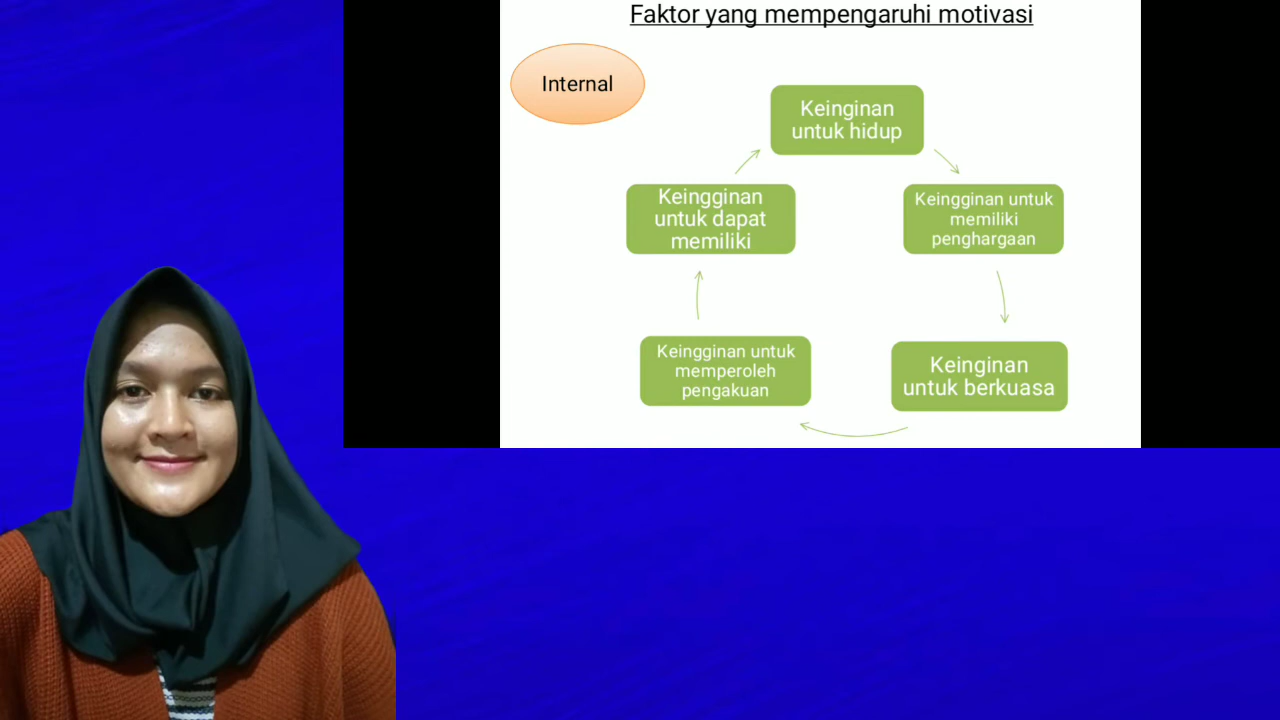 Faktor yang mempengaruhi motivasi
Internal
Keinginan
untuk hidup
Keingginan untuk
memiliki
penghargaan
Keinginan
untuk berkuasa
Keingginan untuk
memperoleh
pengakuan
Keingginan
untuk dapat
memiliki